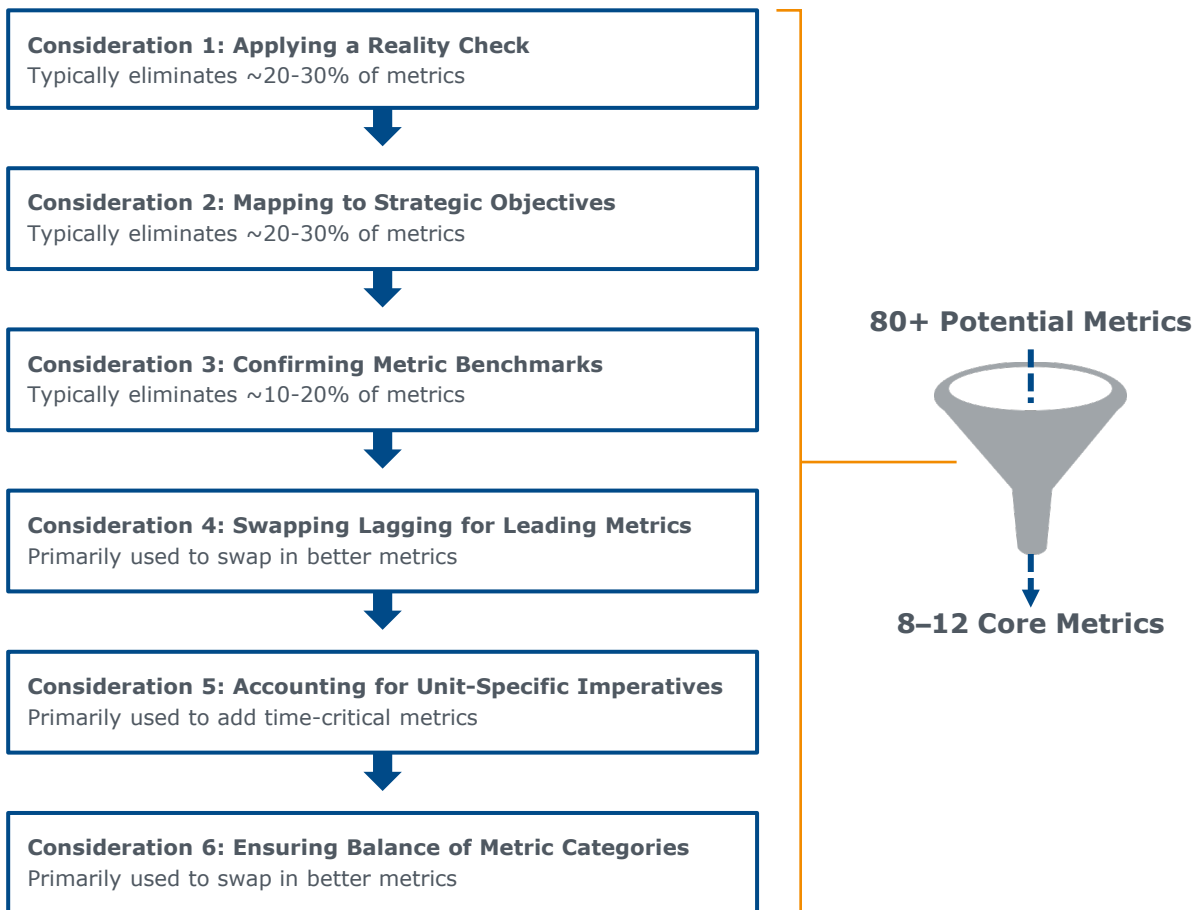 Consideration 1: Applying a Reality Check
Typically eliminates ~20-30% of metrics
Consideration 2: Mapping to Strategic Objectives
Typically eliminates ~20-30% of metrics
Consideration 3: Confirming Metric Benchmarks
Typically eliminates ~10-20% of metrics
Consideration 4: Swapping Lagging for Leading Metrics
Primarily used to swap in better metrics
Consideration 5: Accounting for Unit-Specific Imperatives
Primarily used to add time-critical metrics
Consideration 6: Ensuring Balance of Metric Categories
Primarily used to swap in better metrics
80+ Potential Metrics
8–12 Core Metrics